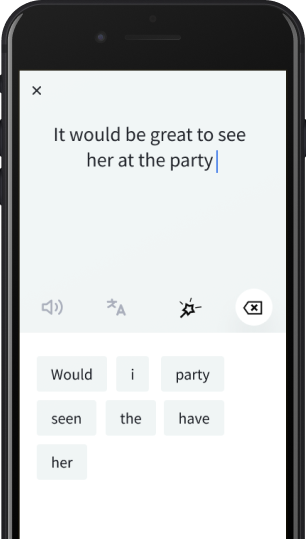 It would be great to see
her at the party
Would i party
seen the have
her